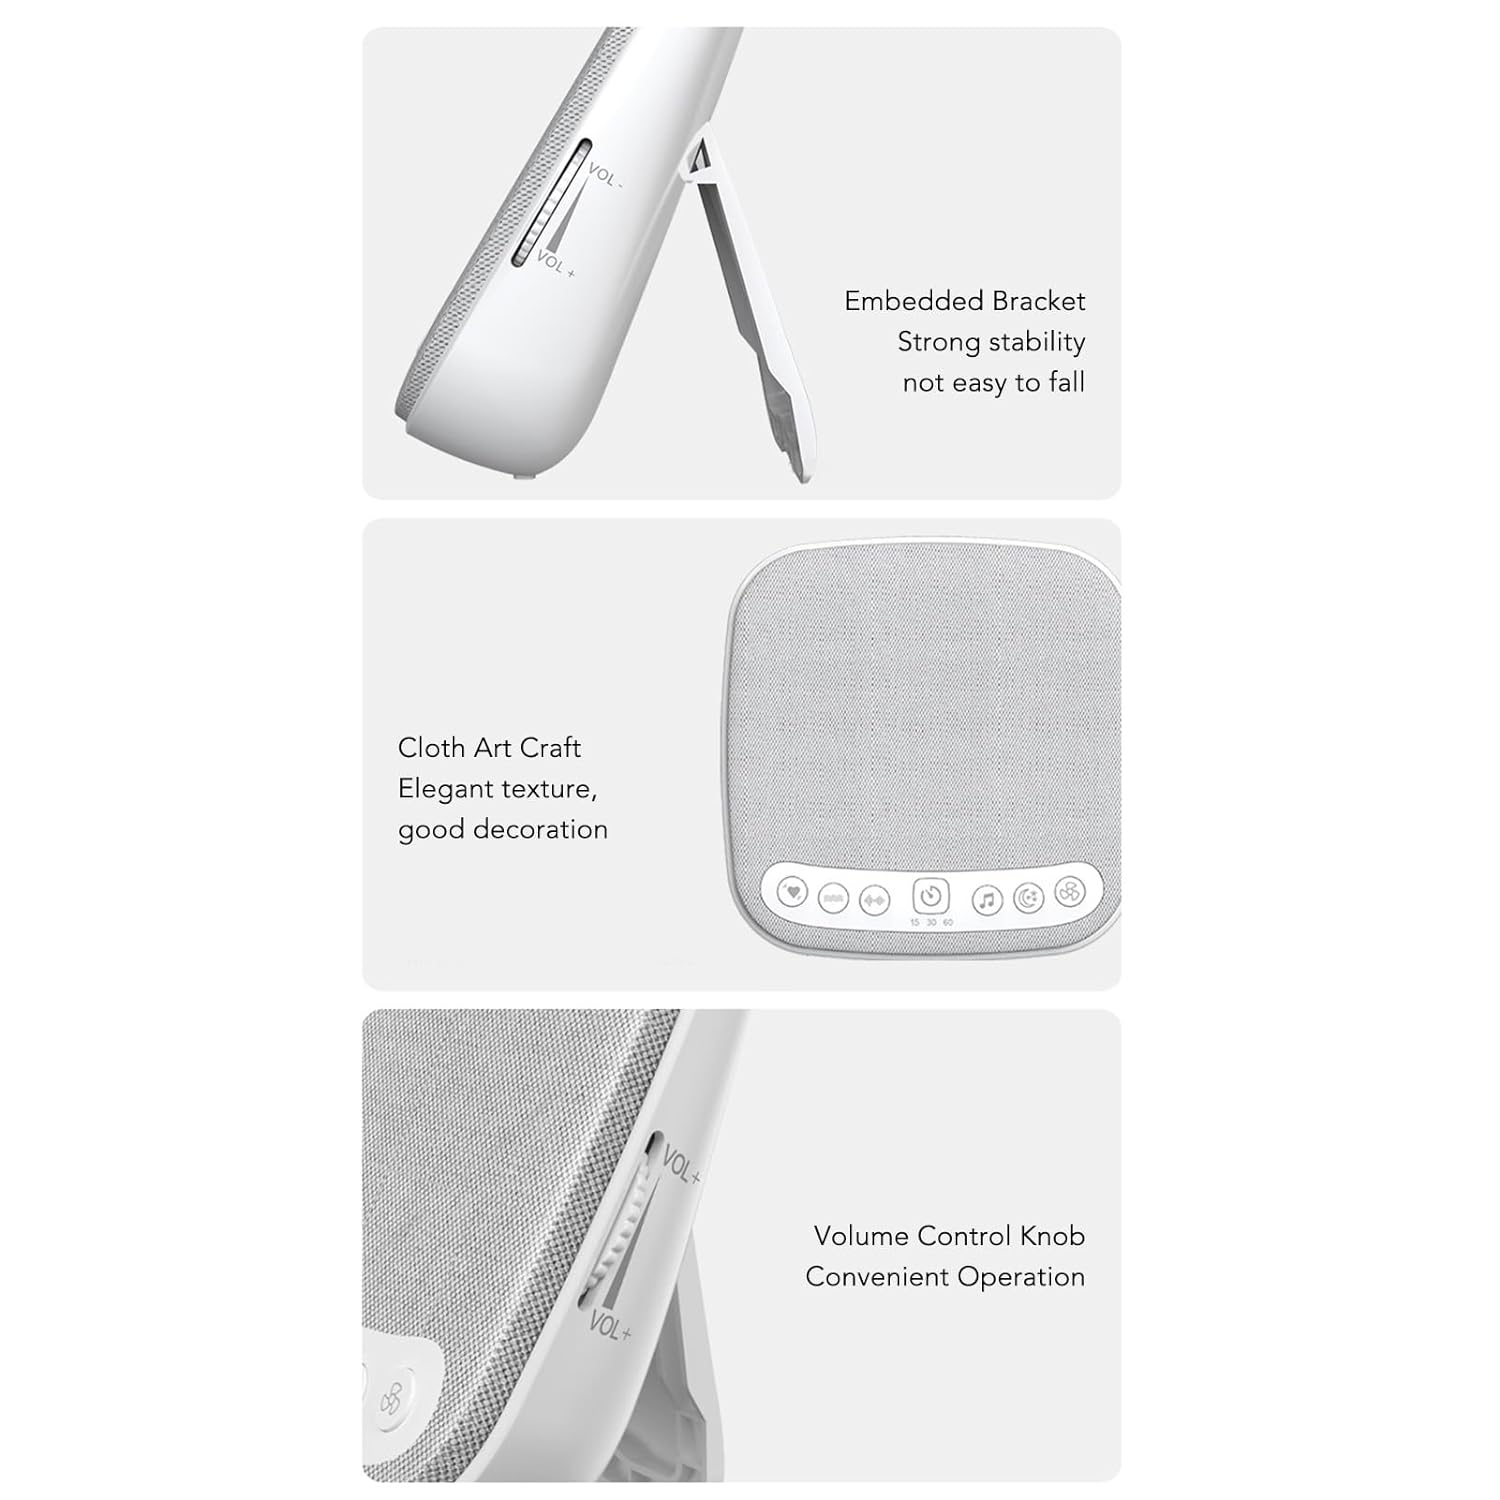 VOL -
VOL +
Embedded Bracket
Strong stability
not easy to fall
Cloth Art Craft
Elegant texture,
good decoration
15 30 60
VOL+
VOL+
Volume Control Knob
Convenient Operation